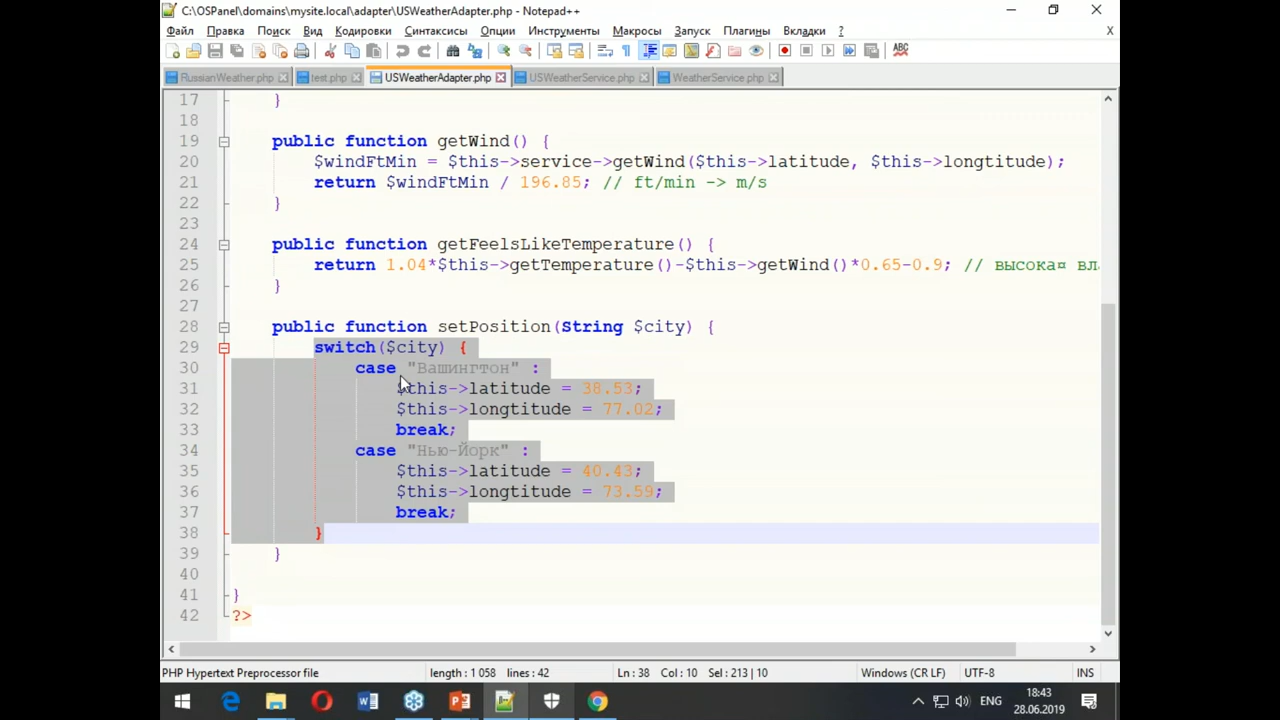 C:\OSPanel\domains\mysite.local\adapter\USWeatherAdapter.php - Notepad++
Файл Правка Поиск Вид Кодировки Синтаксисы Опции Инструменты Макросы Запуск Плагины Вкладки ? X
RussianWeather.php test.php USWeatherAdapter.php USWeatherService.php WeatherService.php
17 }
18
19 public function getWind() {
20 $windFtMin = $this->service->getWind($this->latitude, $this->longtitude);
21 return $windFtMin / 196.85; // ft/min -> m/s
22 }
23
24 public function getFeelsLikeTemperature() {
25 return 1.04*$this->getTemperature()-$this->getWind()*0.65-0.9; // высока¤ вл
26 }
27
28 public function setPosition(String $city) {
29 switch($city) {
30 case "Вашингтон" :
31 $this->latitude = 38.53;
32 $this->longtitude = 77.02;
33 break;
34 case "Нью-Йорк" :
35 $this->latitude = 40.43;
36 $this->longtitude = 73.59;
37 break;
38 }
39 }
40
41 }
42 ?>
PHP Hypertext Preprocessor file length : 1 058 lines : 42 Ln : 38 Col : 10 Sel : 213 | 10 Windows (CR LF) UTF-8 INS
ENG 18:43
28.06.2019